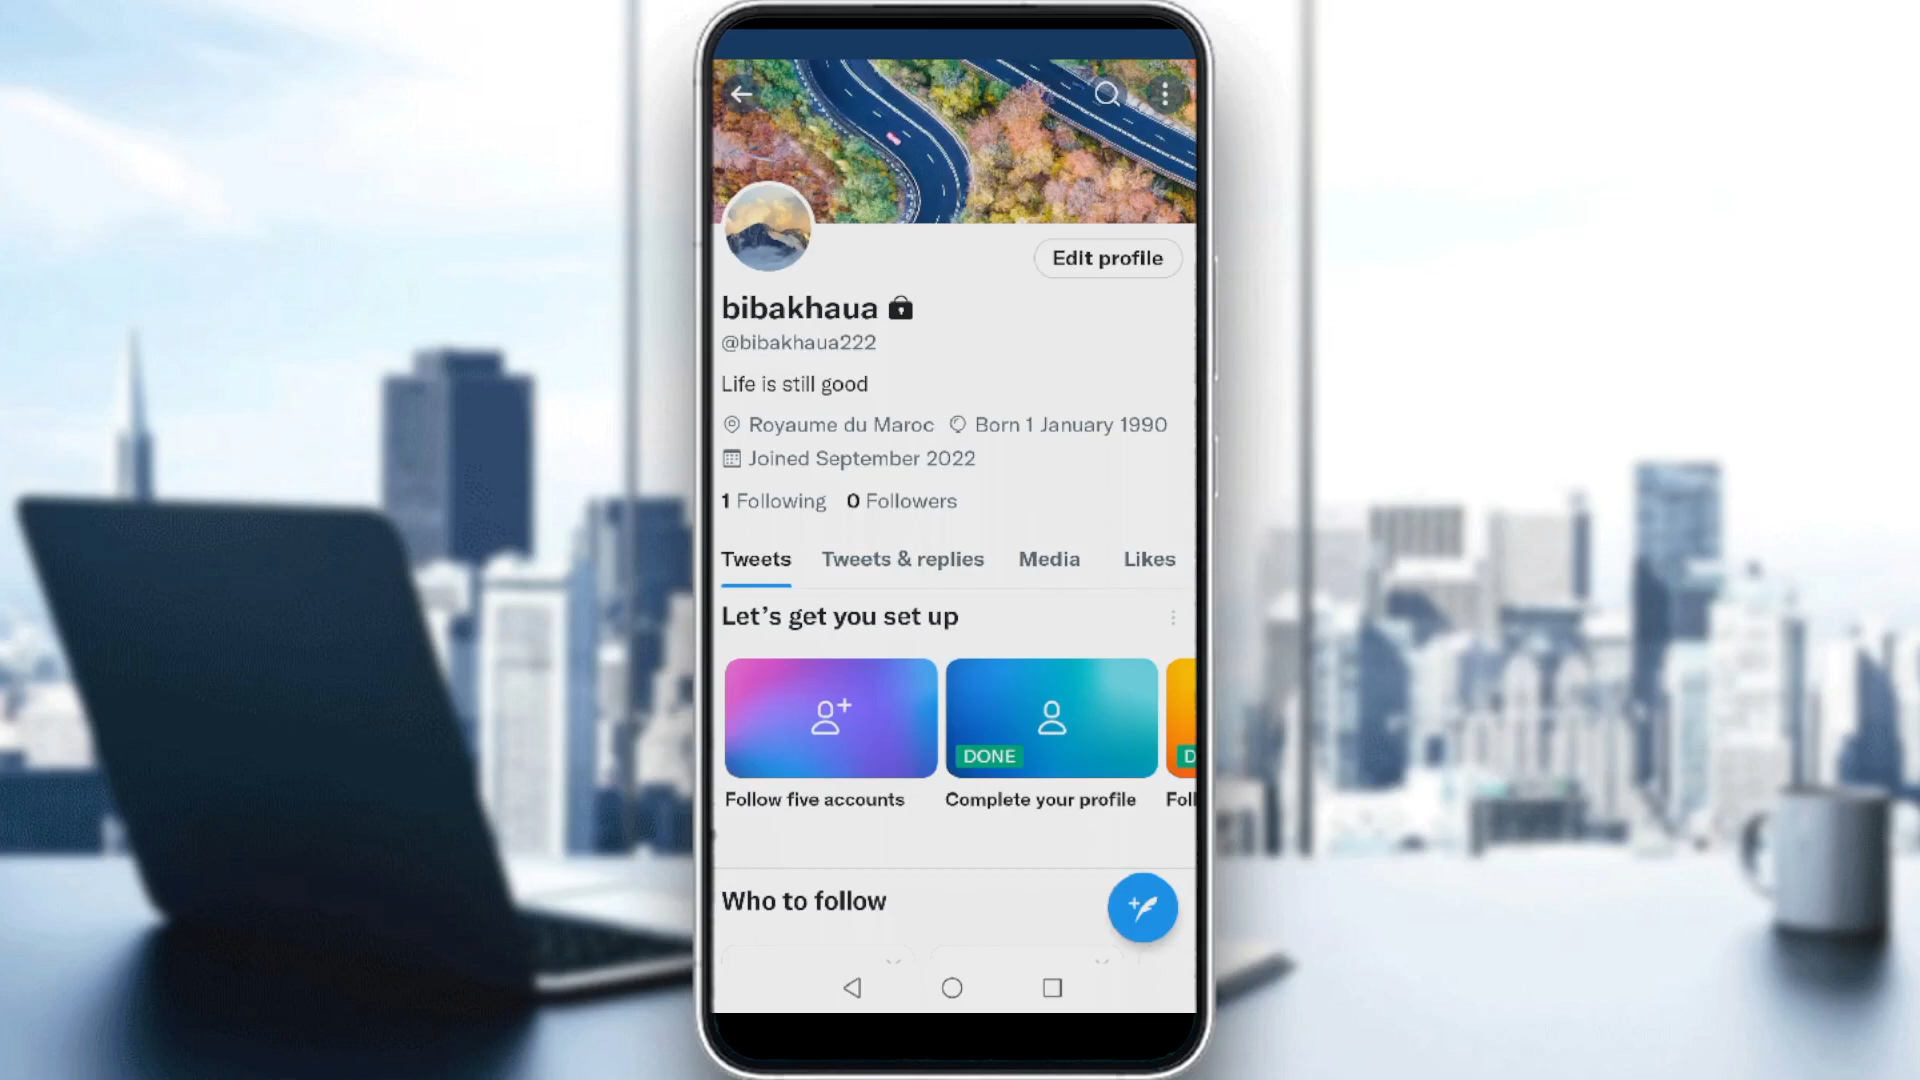 Edit profile
bibakhaua
@bibakhaua222
Life is still good
Royaume du Maroc Born 1 January 1990
Joined September 2022
1 Following 0 Followers
Tweets Tweets & replies Media Likes
Let's get you set up
DONE D
Follow five accounts Complete your profile Foll
Who to follow